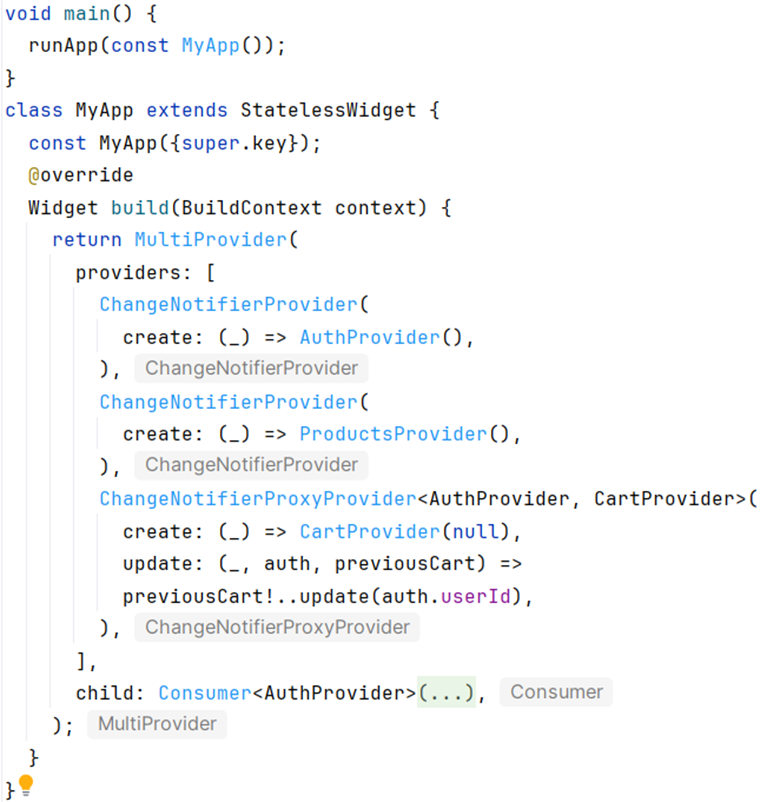 void main() {
  runApp(const MyApp());
}
class MyApp extends StatelessWidget {
  const MyApp({super.key});
  @override
  Widget build(BuildContext context) {
    return MultiProvider(
      providers: [
        ChangeNotifierProvider(
          create: (_) => AuthProvider(),
        ), ChangeNotifierProvider
        ChangeNotifierProvider(
          create: (_) => ProductsProvider(),
        ), ChangeNotifierProvider
        ChangeNotifierProxyProvider<AuthProvider, CartProvider>(
          create: (_) => CartProvider(null),
          update: (_, auth, previousCart) =>
          previousCart!..update(auth.userId),
        ), ChangeNotifierProxyProvider
      ],
      child: Consumer<AuthProvider>(...), Consumer
    ); MultiProvider
  }
}